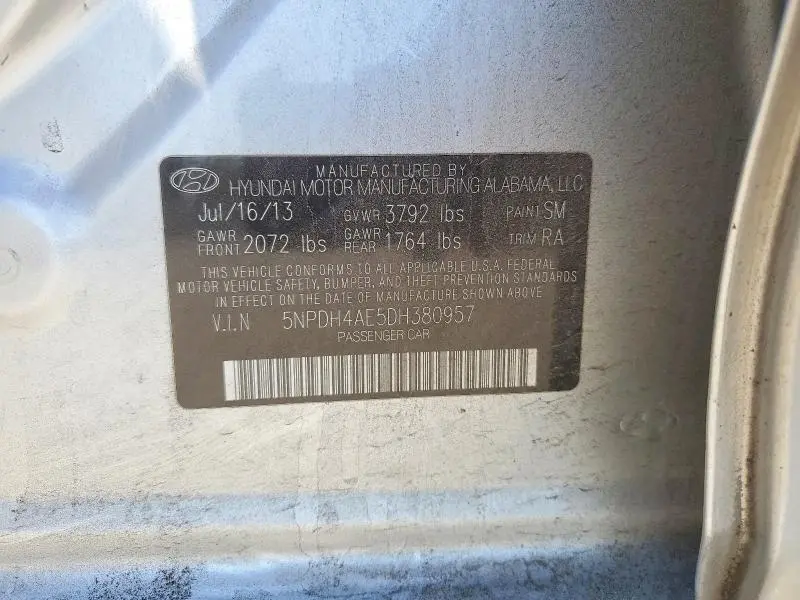 MANUFACTURED BY
HYUNDAI MOTOR MANUFACTURING ALABAMA, LLC
Jul/16/13 GVWR 3792 lbs PAINT SM
GAWR FRONT 2072 lbs GAWR REAR 1764 lbs TRIM RA
THIS VEHICLE CONFORMS TO ALL APPLICABLE U.S.A. FEDERAL
MOTOR VEHICLE SAFETY, BUMPER, AND THEFT PREVENTION STANDARDS
IN EFFECT ON THE DATE OF MANUFACTURE SHOWN ABOVE
V.I.N 5NPDH4AE5DH380957
PASSENGER CAR